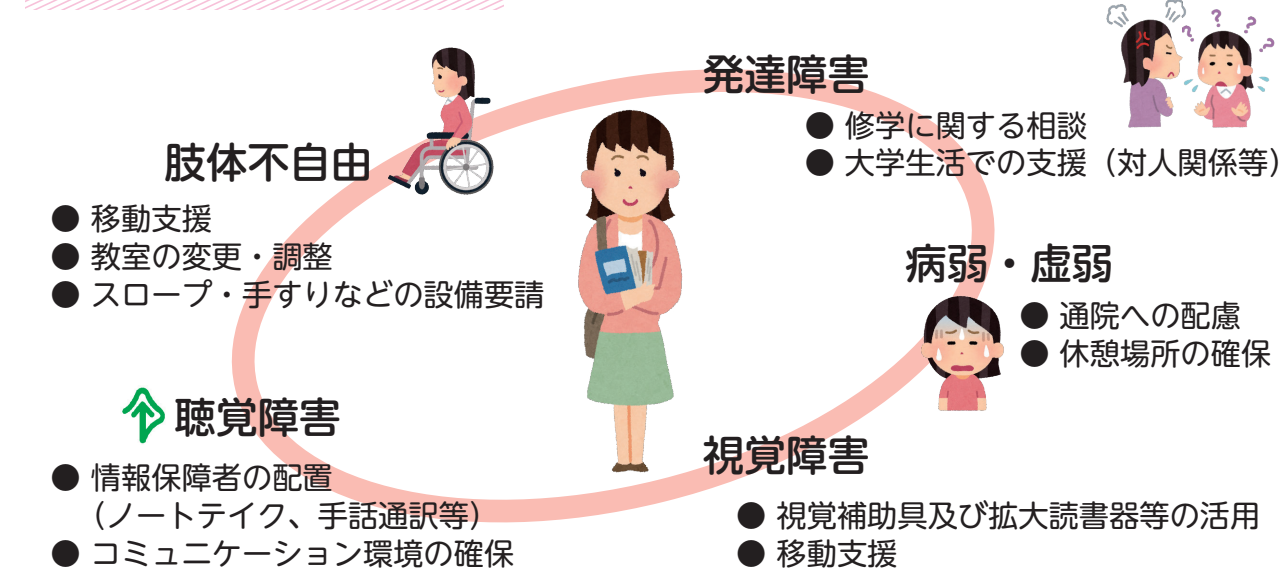 発達障害
● 修学に関する相談
● 大学生活での支援（対人関係等）
肢体不自由
● 移動支援
● 教室の変更・調整
● スロープ・手すりなどの設備要請
病弱・虚弱
● 通院への配慮
● 休憩場所の確保
聴覚障害
● 情報保障者の配置
（ノートテイク、手話通訳等）
● コミュニケーション環境の確保
視覚障害
● 視覚補助具及び拡大読書器等の活用
● 移動支援
? ? ? ?